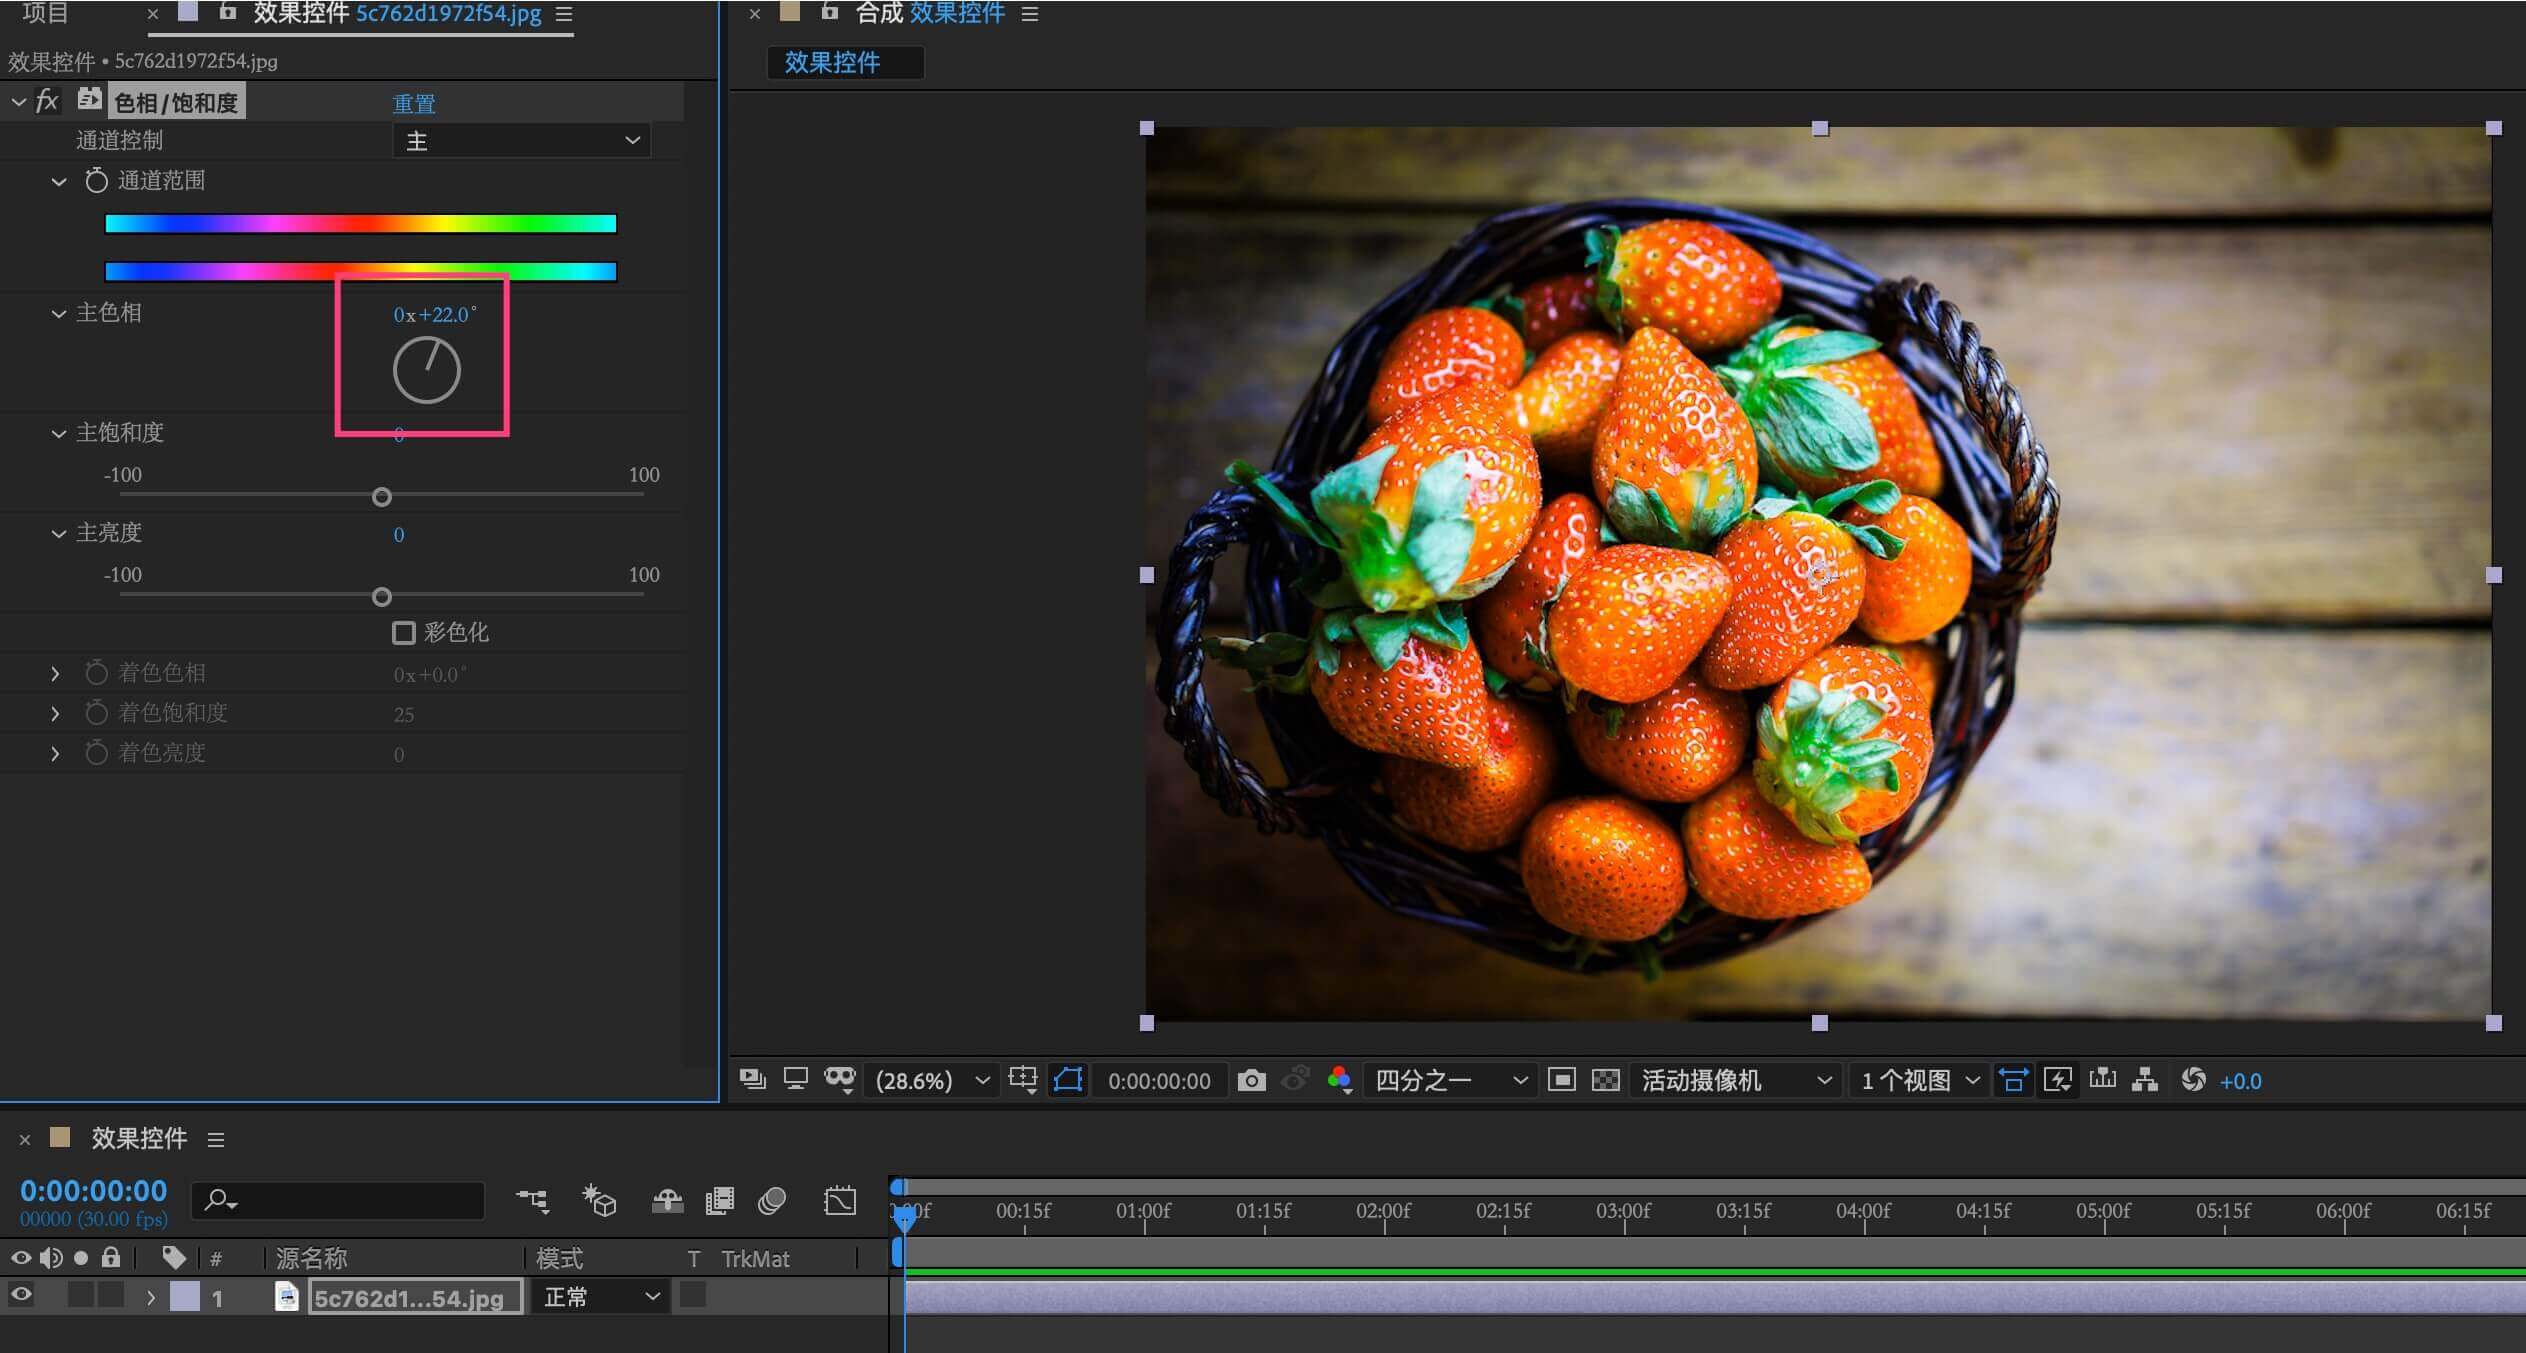 项目
效果控件 5c762d1972f54.jpg
合成 效果控件
效果控件 • 5c762d1972f54.jpg
效果控件
fx 色相/饱和度 重置
通道控制 主
通道范围
主色相 0x+22.0°
主饱和度 0
-100 100
主亮度 0
-100 100
彩色化
着色色相 0x+0.0°
着色饱和度 25
着色亮度 0
(28.6%) 0:00:00:00 四分之一 活动摄像机 1 个视图 +0.0
效果控件
0:00:00:00
00000 (30.00 fps)
00f 00:15f 01:00f 01:15f 02:00f 02:15f 03:00f 03:15f 04:00f 04:15f 05:00f 05:15f 06:00f 06:15f
# 源名称 模式 T TrkMat
1 5c762d1...54.jpg 正常